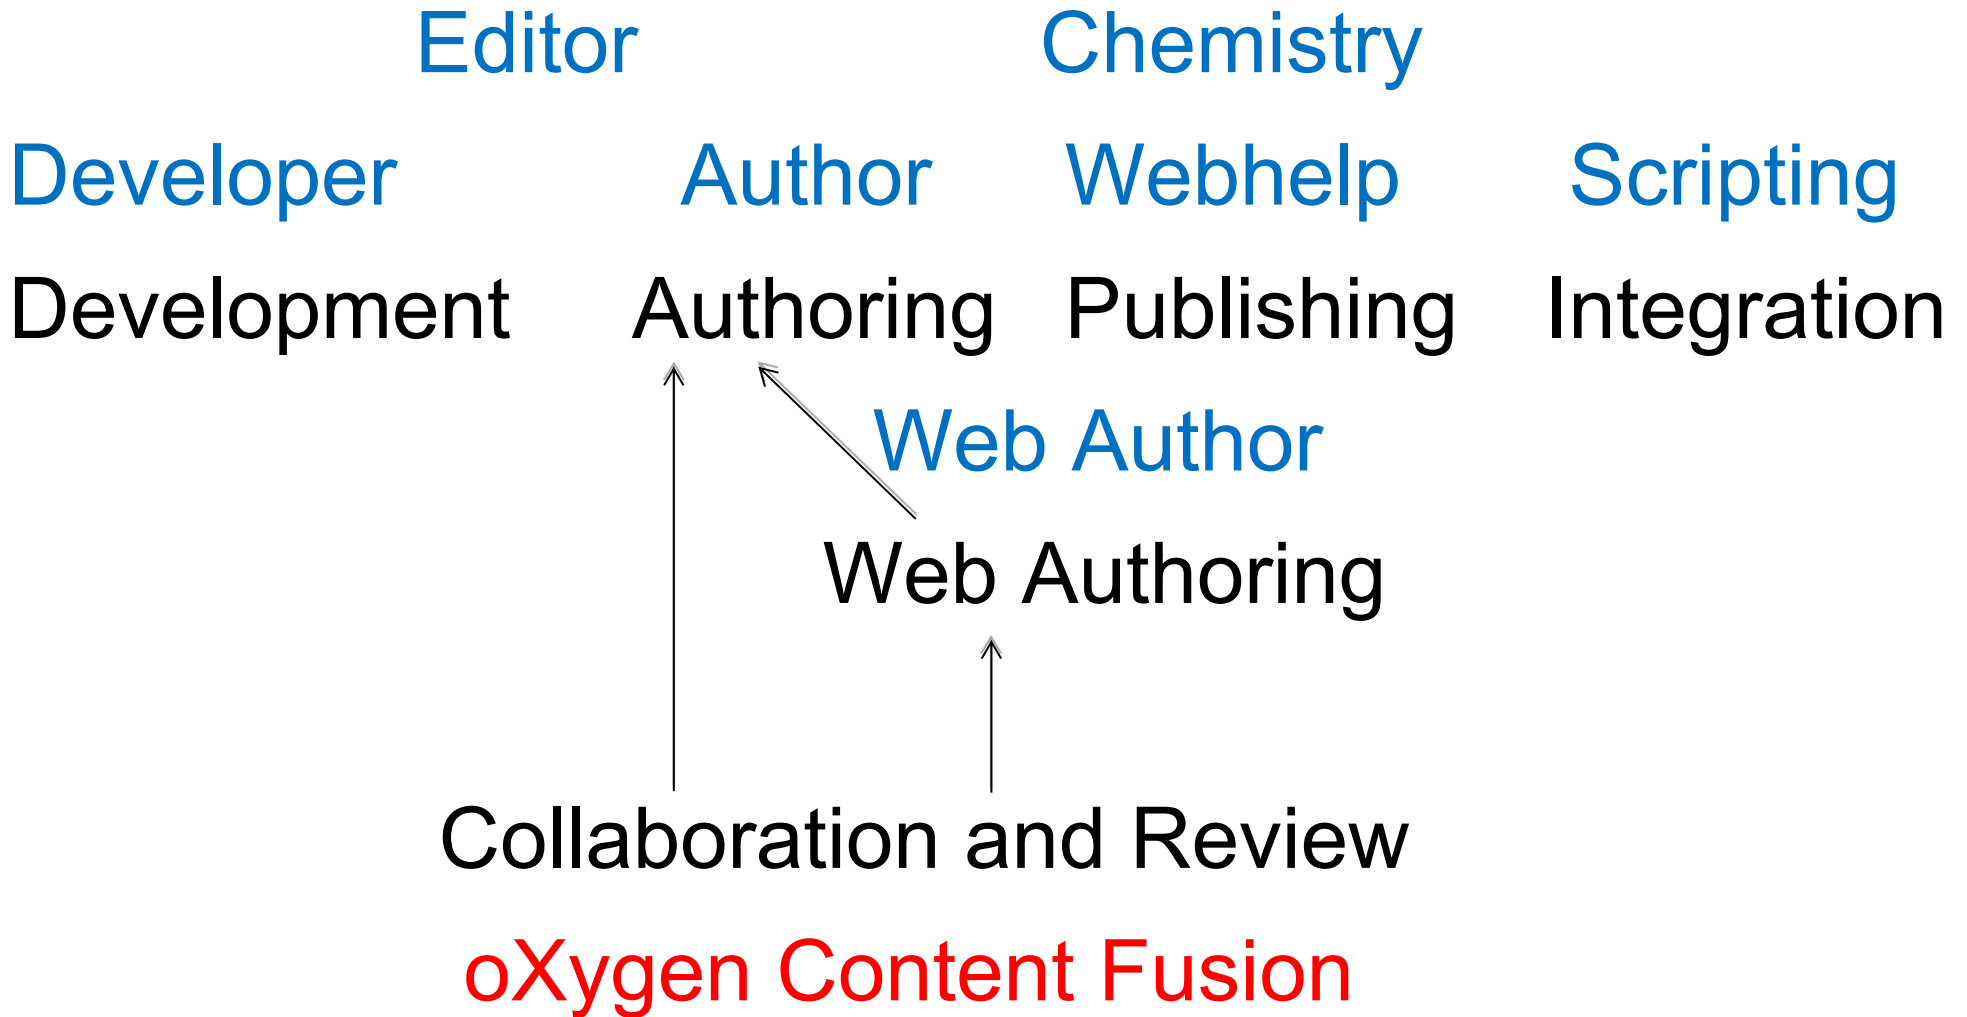 Editor Chemistry
Developer Author Webhelp Scripting
Development Authoring Publishing Integration
Web Author
Web Authoring
Collaboration and Review
oXygen Content Fusion